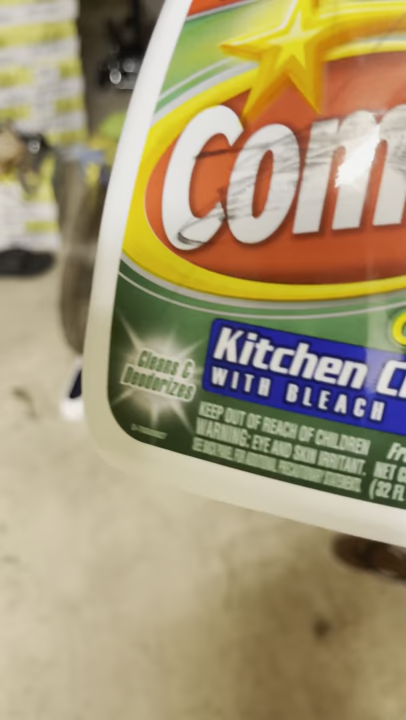 Com
Cleans &
Deodorizes
Kitchen C
WITH BLEACH
KEEP OUT OF REACH OF CHILDREN
WARNING: EYE AND SKIN IRRITANT.
Fr
NET C
(32 FL